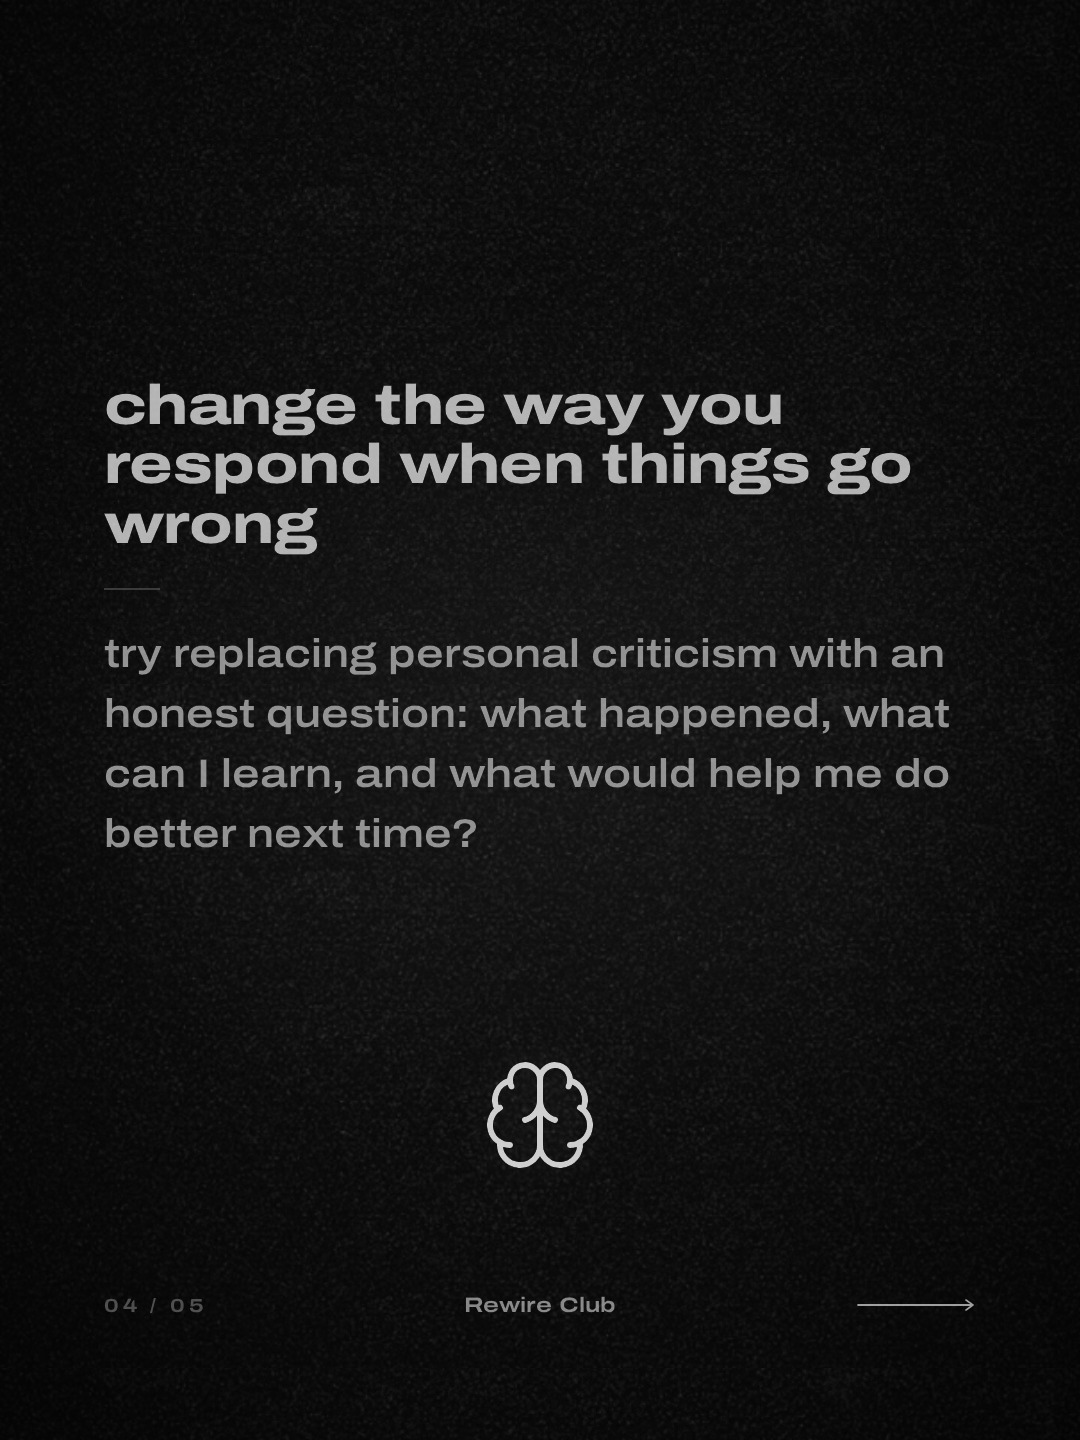 change the way you
respond when things go
wrong
try replacing personal criticism with an
honest question: what happened, what
can I learn, and what would help me do
better next time?
04 / 05
Rewire Club